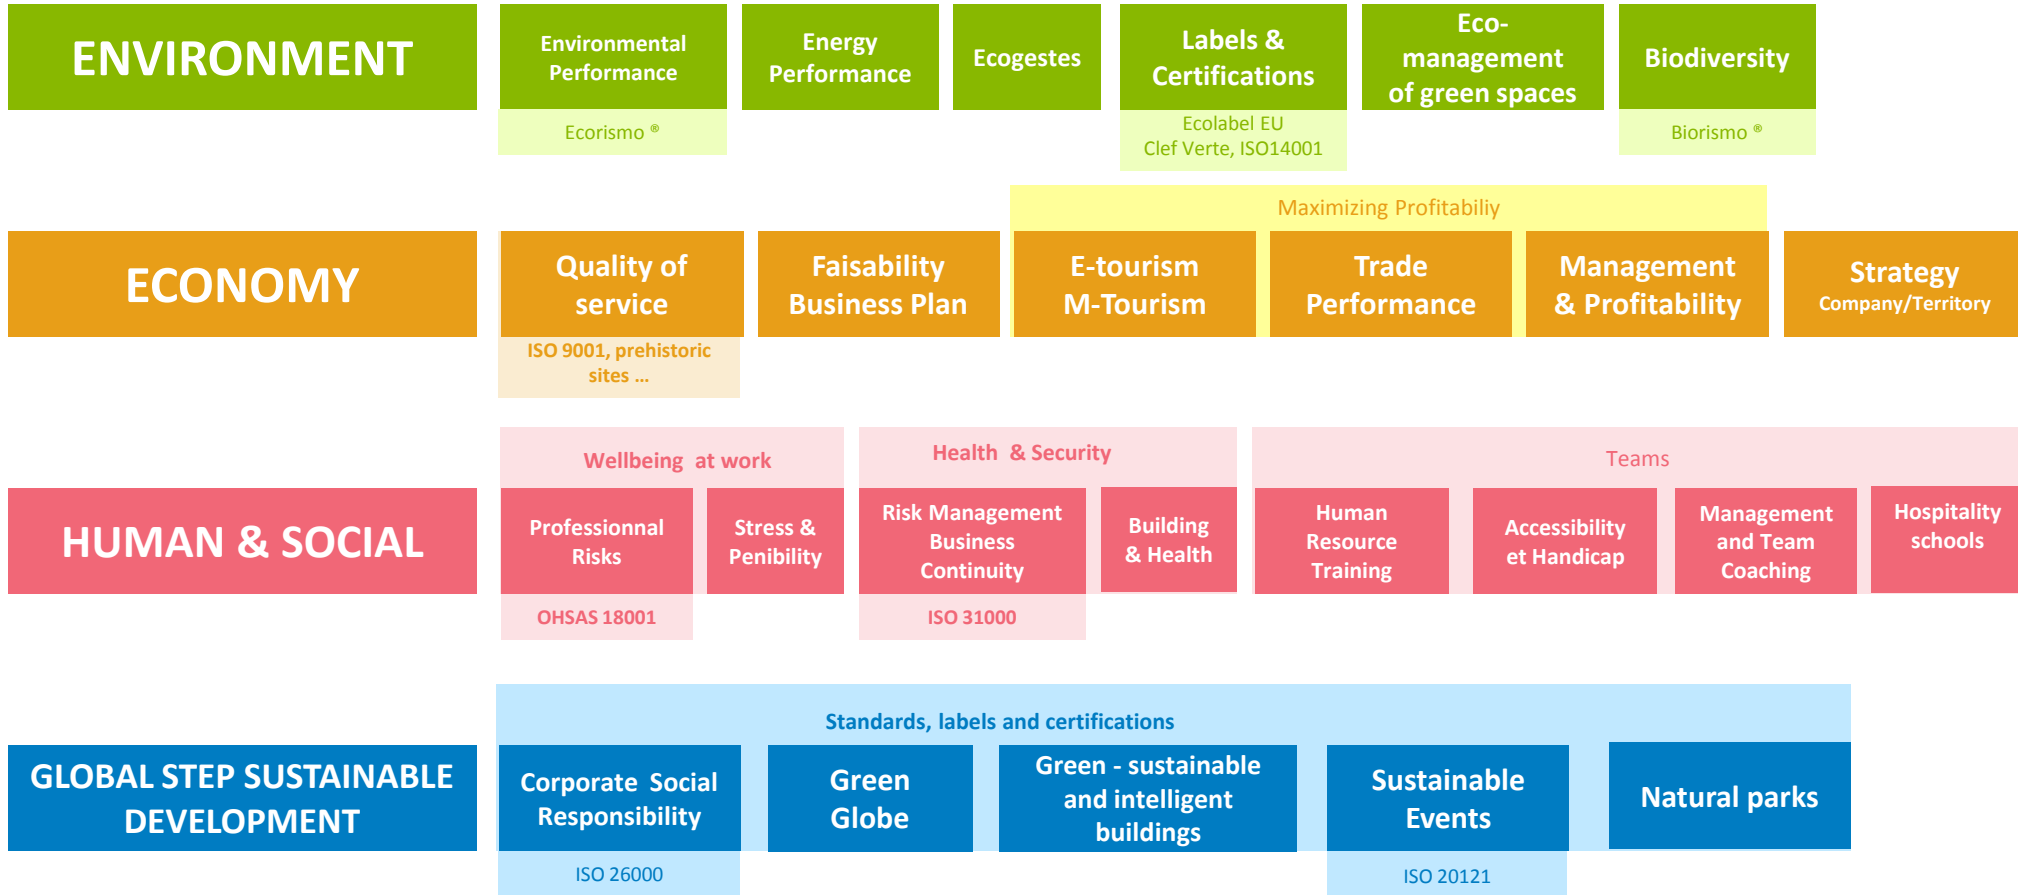 ENVIRONMENT
Environmental
Performance
Energy
Performance
Ecogestes
Labels &
Certifications
Eco-
management
of green spaces
Biodiversity
Ecorismo ®
Ecolabel EU
Clef Verte, ISO14001
Biorismo ®
Maximizing Profitabiliy
ECONOMY
Quality of
service
Faisability
Business Plan
E-tourism
M-Tourism
Trade
Performance
Management
& Profitability
Strategy
Company/Territory
ISO 9001, prehistoric
sites ...
Wellbeing at work
Health & Security
Teams
HUMAN & SOCIAL
Professionnal
Risks
Stress &
Penibility
Risk Management
Business
Continuity
Building
& Health
Human
Resource
Training
Accessibility
et Handicap
Management
and Team
Coaching
Hospitality
schools
OHSAS 18001
ISO 31000
Standards, labels and certifications
GLOBAL STEP SUSTAINABLE
DEVELOPMENT
Corporate Social
Responsibility
Green
Globe
Green - sustainable
and intelligent
buildings
Sustainable
Events
Natural parks
ISO 26000
ISO 20121